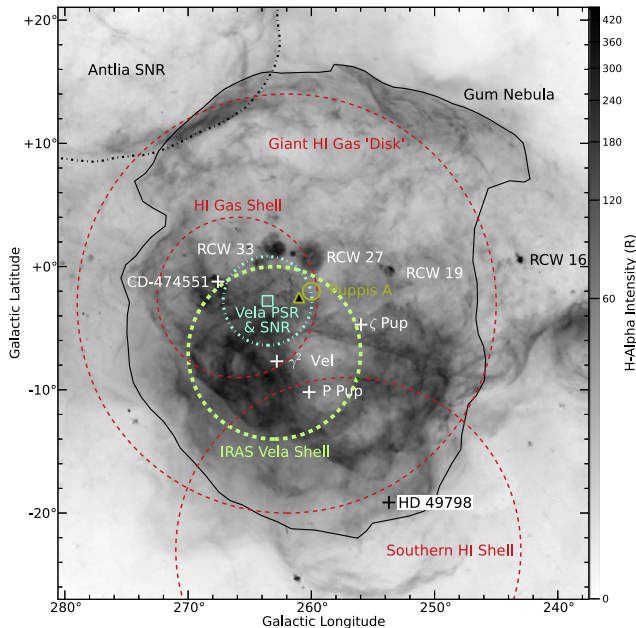 +20°
Antlia SNR
Gum Nebula
+10°
Giant HI Gas 'Disk'
HI Gas Shell
RCW 33
RCW 27
RCW 16
+0°
RCW 19
CD-474551
Puppis A
Vela PSR
& SNR
ζ Pup
γ² Vel
-10°
P Pup
IRAS Vela Shell
HD 49798
-20°
Southern HI Shell
280°
270°
260°
250°
240°
Galactic Longitude
Galactic Latitude
420
360
300
240
180
120
60
0
H-Alpha Intensity (R)